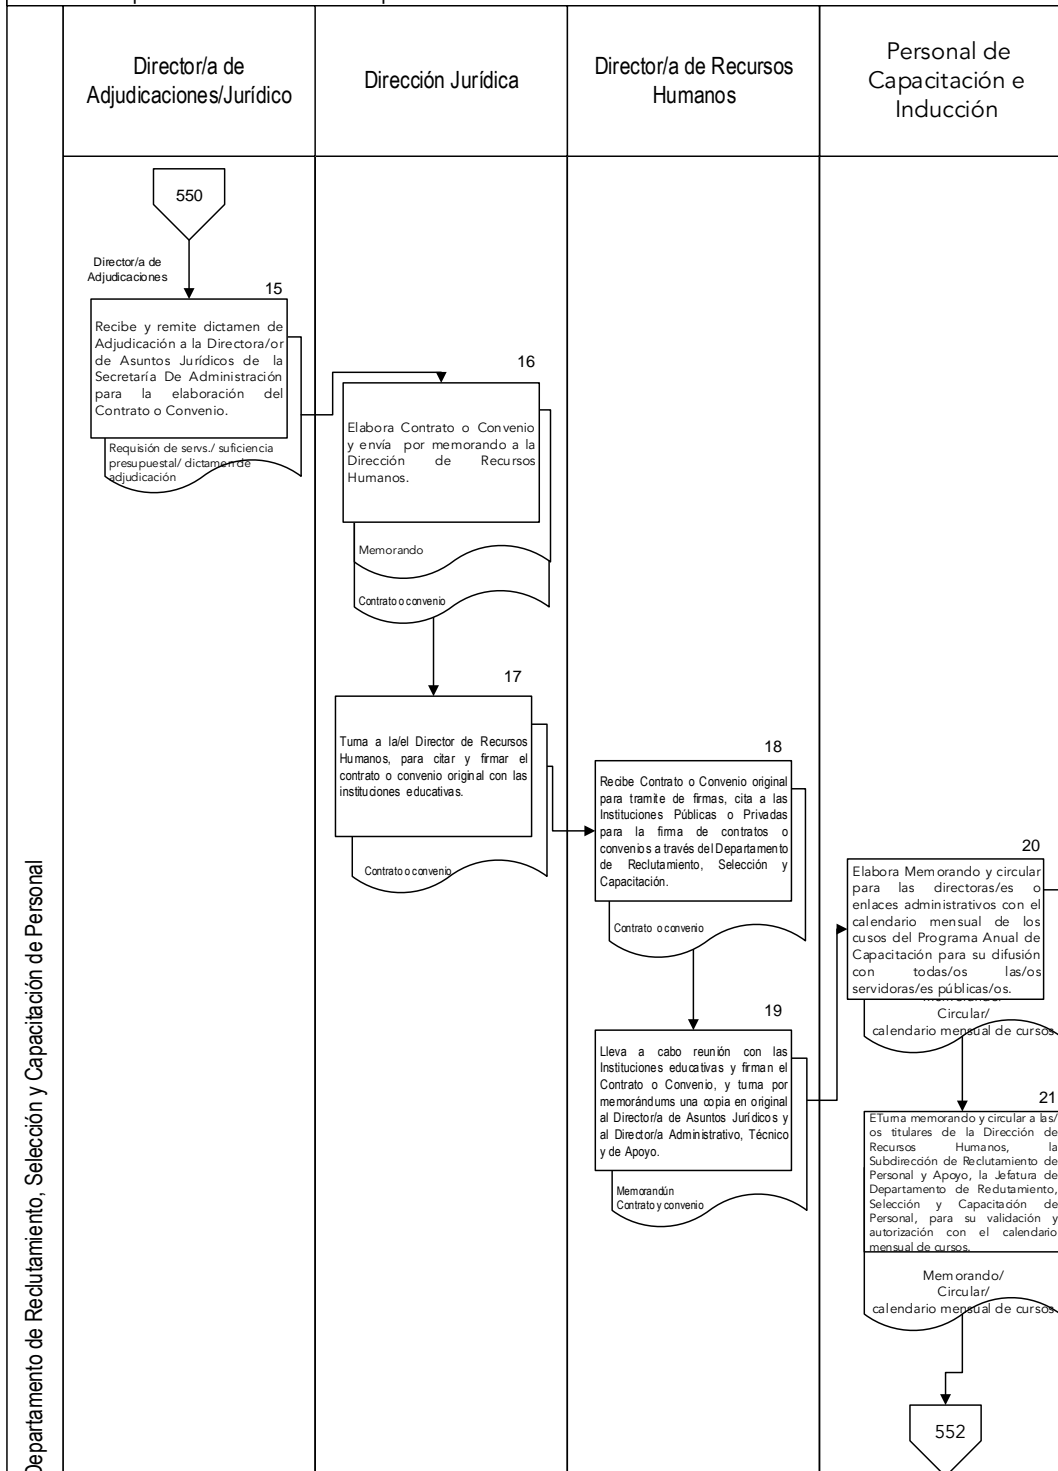 Departamento de Reclutamiento, Selección y Capacitación de Personal
Director/a de
Adjudicaciones/Jurídico
Dirección Jurídica
Director/a de Recursos
Humanos
Personal de
Capacitación e
Inducción
550
Director/a de
Adjudicaciones
15
Recibe y remite dictamen de
Adjudicación a la Directora/or
de Asuntos Jurídicos de la
Secretaría De Administración
para la elaboración del
Contrato o Convenio.
Requisión de servs./ suficiencia
presupuestal/ dictamen de
adjudicación
16
Elabora Contrato o Convenio
y envía por memorando a la
Dirección de Recursos
Humanos.
Memorando
Contrato o convenio
17
Turna a la/el Director de Recursos
Humanos, para citar y firmar el
contrato o convenio original con las
instituciones educativas.
Contrato o convenio
18
Recibe Contrato o Convenio original
para tramite de firmas, cita a las
Instituciones Públicas o Privadas
para la firma de contratos o
convenios a través del Departamento
de Reclutamiento, Selección y
Capacitación.
Contrato o convenio
19
Lleva a cabo reunión con las
Instituciones educativas y firman el
Contrato o Convenio, y turna por
memorándums una copia en original
al Director/a de Asuntos Jurídicos y
al Director/a Administrativo, Técnico
y de Apoyo.
Memorandún
Contrato y convenio
20
Elabora Memorando y circular
para las directoras/es o
enlaces administrativos con el
calendario mensual de los
cusos del Programa Anual de
Capacitación para su difusión
con todas/os las/os
servidoras/es públicas/os.
Circular/
calendario mensual de cursos
21
ETurna memorando y circular a las/
os titulares de la Dirección de
Recursos Humanos, la
Subdirección de Reclutamiento de
Personal y Apoyo, la Jefatura de
Departamento de Reclutamiento,
Selección y Capacitación de
Personal, para su validación y
autorización con el calendario
mensual de cursos.
Memorando/
Circular/
calendario mensual de cursos
552